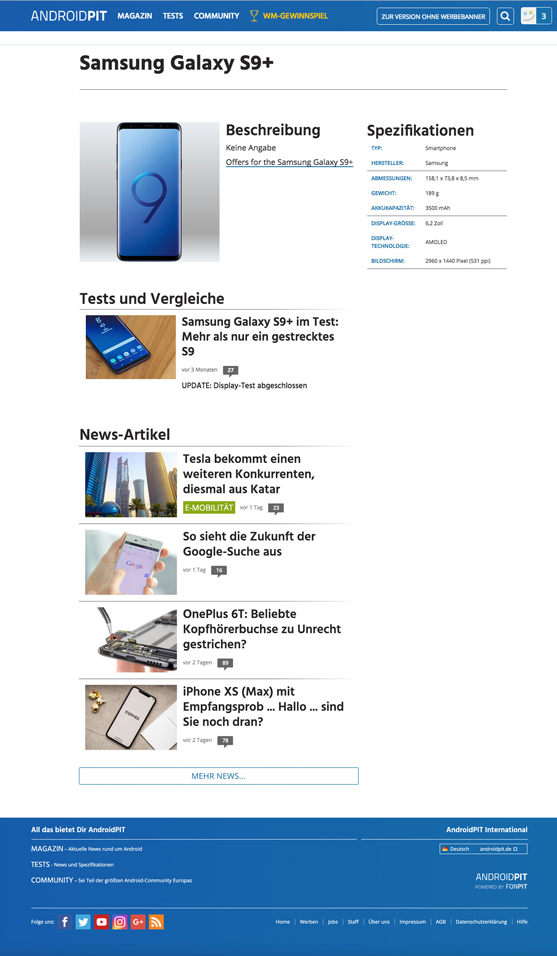 ANDROIDPIT MAGAZIN TESTS COMMUNITY WM-GEWINNSPIEL ZUR VERSION OHNE WERBEBANNER 3
Samsung Galaxy S9+
Beschreibung
Keine Angabe
Offers for the Samsung Galaxy S9+
Spezifikationen
TYP: Smartphone
HERSTELLER: Samsung
ABMESSUNGEN: 158,1 x 73,8 x 8,5 mm
GEWICHT: 189 g
AKKUKAPAZITÄT: 3500 mAh
DISPLAY-GRÖSSE: 6,2 Zoll
DISPLAY-
TECHNOLOGIE: AMOLED
BILDSCHIRM: 2960 x 1440 Pixel (531 ppi)
9
Tests und Vergleiche
Samsung Galaxy S9+ im Test:
Mehr als nur ein gestrecktes
S9
vor 3 Monaten 27
UPDATE: Display-Test abgeschlossen
News-Artikel
Tesla bekommt einen
weiteren Konkurrenten,
diesmal aus Katar
E-MOBILITÄT vor 1 Tag 23
So sieht die Zukunft der
Google-Suche aus
vor 1 Tag 16
Google
OnePlus 6T: Beliebte
Kopfhörerbuchse zu Unrecht
gestrichen?
vor 2 Tagen 89
iPhone XS (Max) mit
Empfangsprob ... Hallo ... sind
Sie noch dran?
vor 2 Tagen 78
MEHR NEWS...
All das bietet Dir AndroidPIT
MAGAZIN - Aktuelle News rund um Android
TESTS - News und Spezifikationen
COMMUNITY – Sei Teil der größten Android-Community Europas
AndroidPIT International
Deutsch androidpit.de
ANDROIDPIT
POWERED BY FONPIT
Folge uns:
Home | Werben | Jobs | Staff | Über uns | Impressum | AGB | Datenschutzerklärung | Hilfe